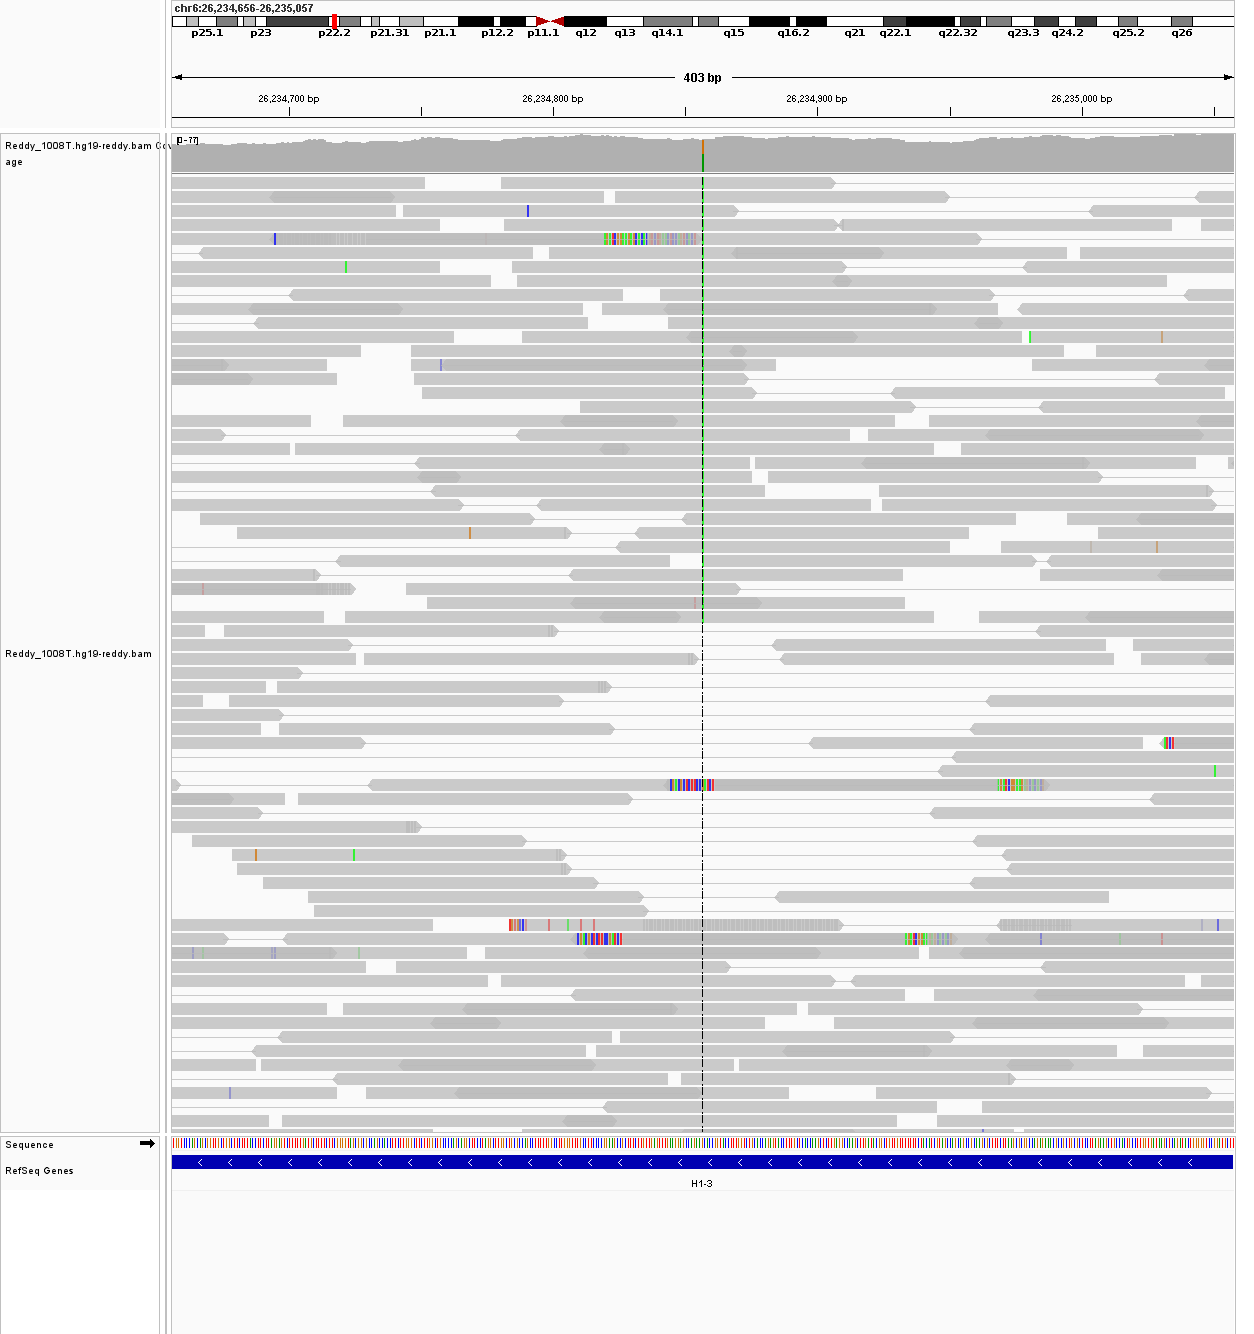 chr6:26,234,656-26,235,057
p25.1 p23 p22.2 p21.31 p21.1 p12.2 p11.1 q12 q13 q14.1 q15 q16.2 q21 q22.1 q22.32 q23.3 q24.2 q25.2 q26
403 bp
26,234,700 bp 26,234,800 bp 26,234,900 bp 26,235,000 bp
Reddy_1008T.hg19-reddy.bam
age
[0-77]
Reddy_1008T.hg19-reddy.bam
Sequence
RefSeq Genes
H1-3